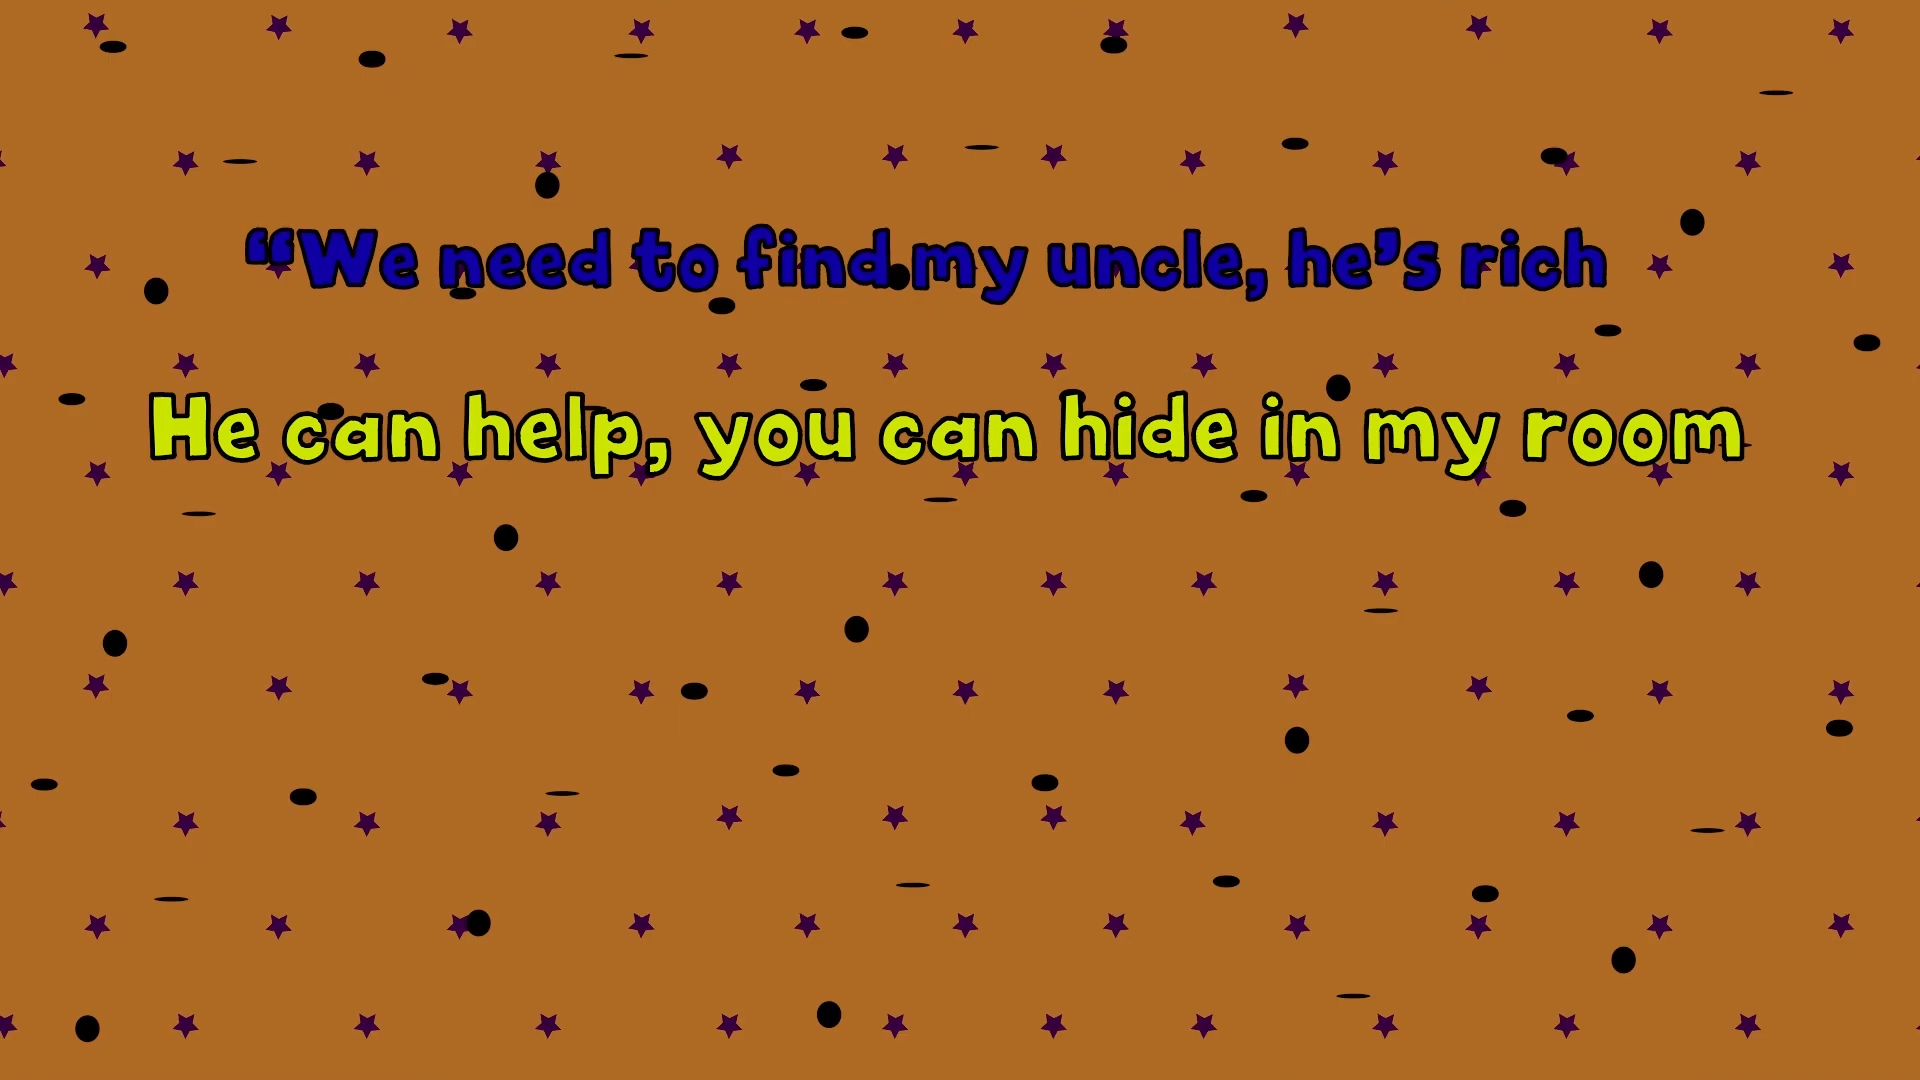 “We need to find my uncle, he’s rich
He can help, you can hide in my room